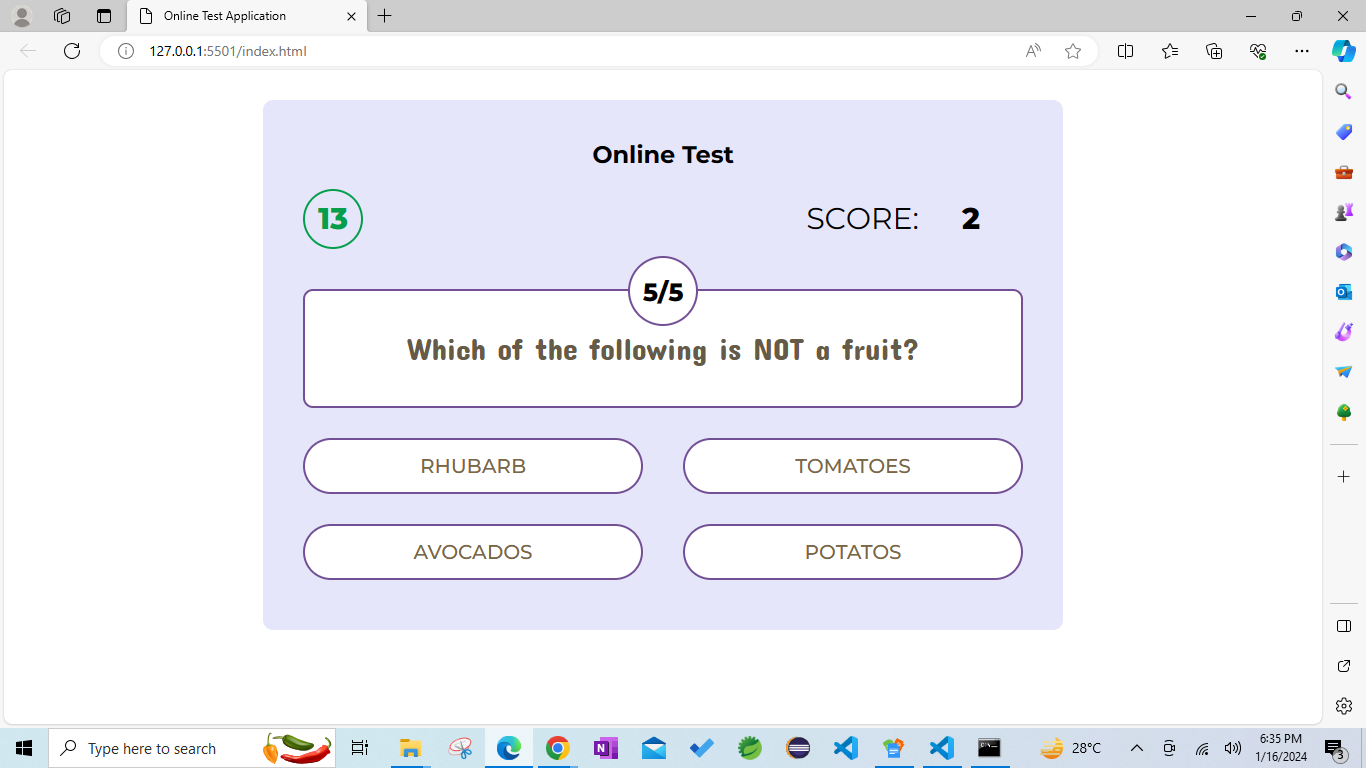 Online Test Application
127.0.0.1:5501/index.html
Online Test
13
SCORE: 2
5/5
Which of the following is NOT a fruit?
RHUBARB
TOMATOES
AVOCADOS
POTATOS
Type here to search
28°C
6:35 PM
1/16/2024
3